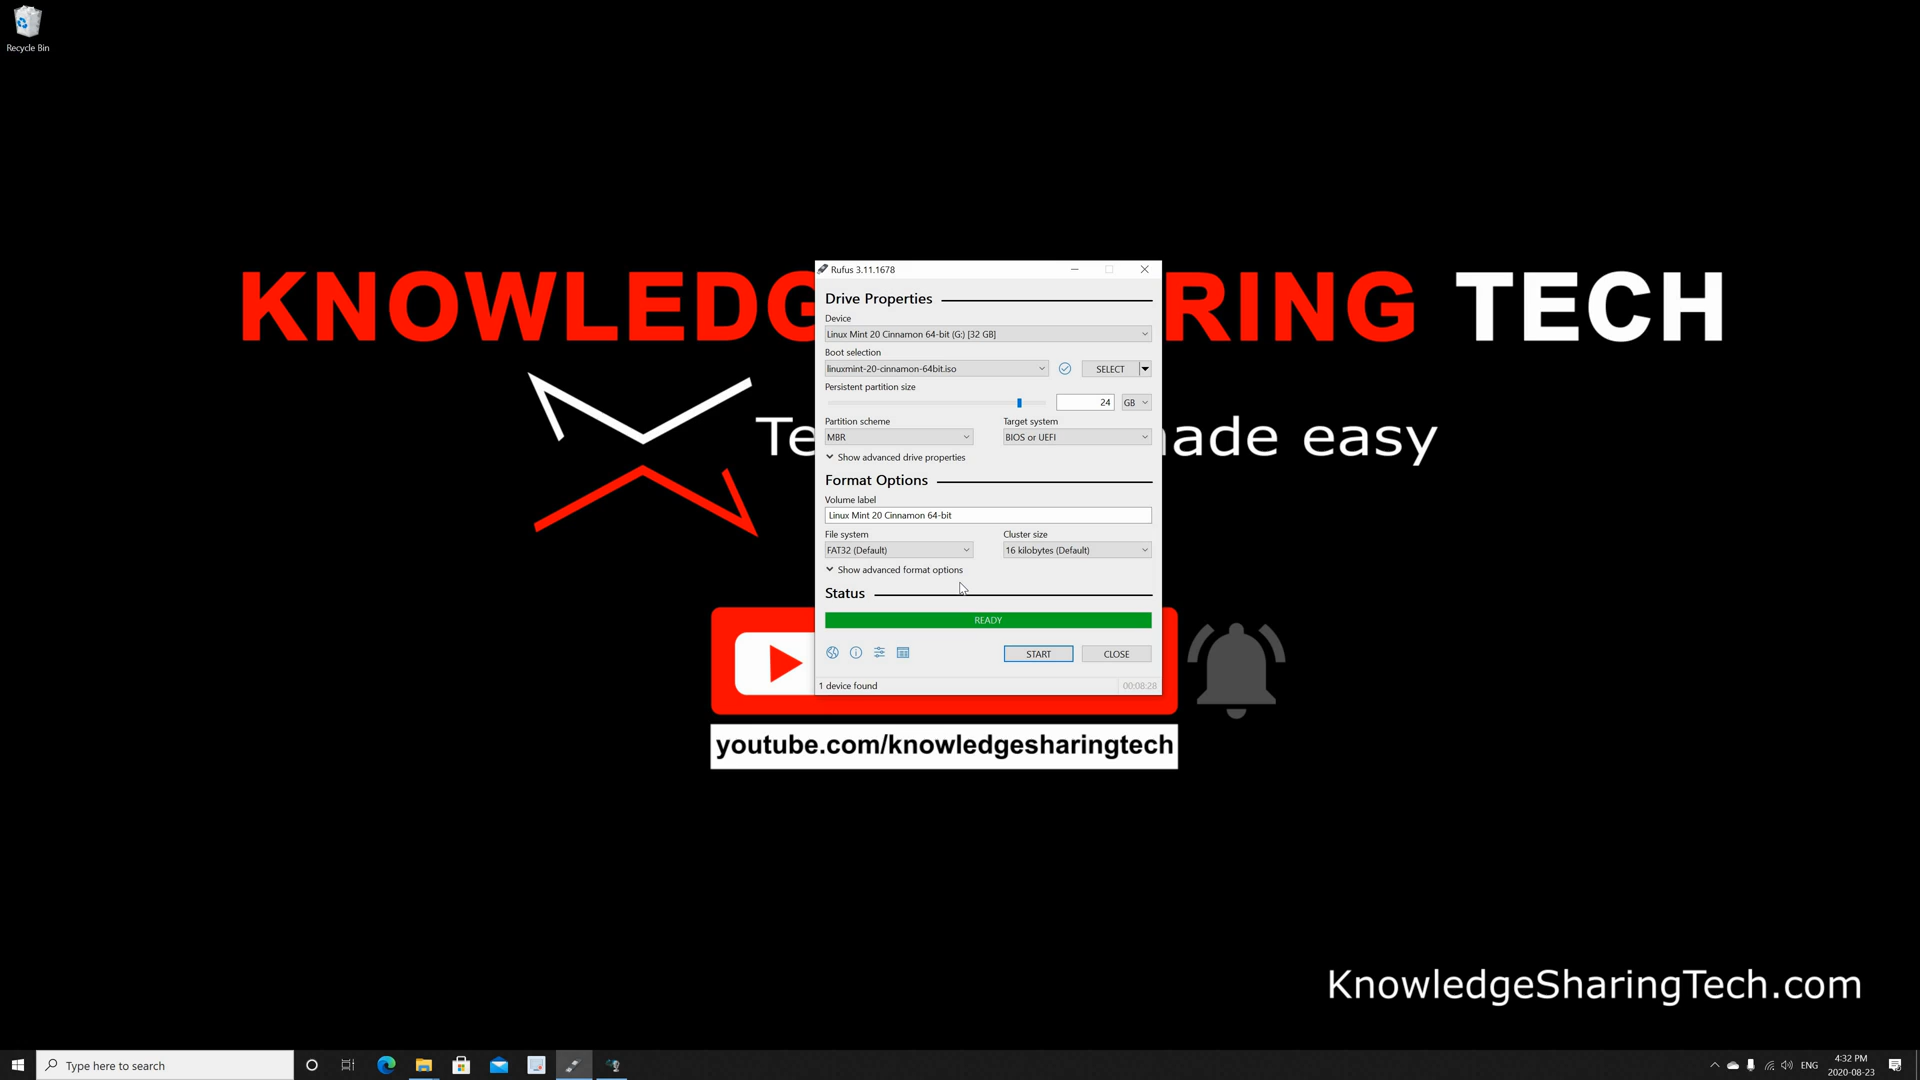 Recycle Bin
KNOWLEDG
RING TECH
Te
ade easy
Rufus 3.11.1678
Drive Properties
Device
Linux Mint 20 Cinnamon 64-bit (G:) [32 GB]
Boot selection
linuxmint-20-cinnamon-64bit.iso
SELECT
Persistent partition size
24
GB
Partition scheme
Target system
MBR
BIOS or UEFI
Show advanced drive properties
Format Options
Volume label
Linux Mint 20 Cinnamon 64-bit
File system
Cluster size
FAT32 (Default)
16 kilobytes (Default)
Show advanced format options
Status
READY
START
CLOSE
1 device found
00:08:28
youtube.com/knowledgesharingtech
KnowledgeSharingTech.com
Type here to search
ENG
4:32 PM
2020-08-23